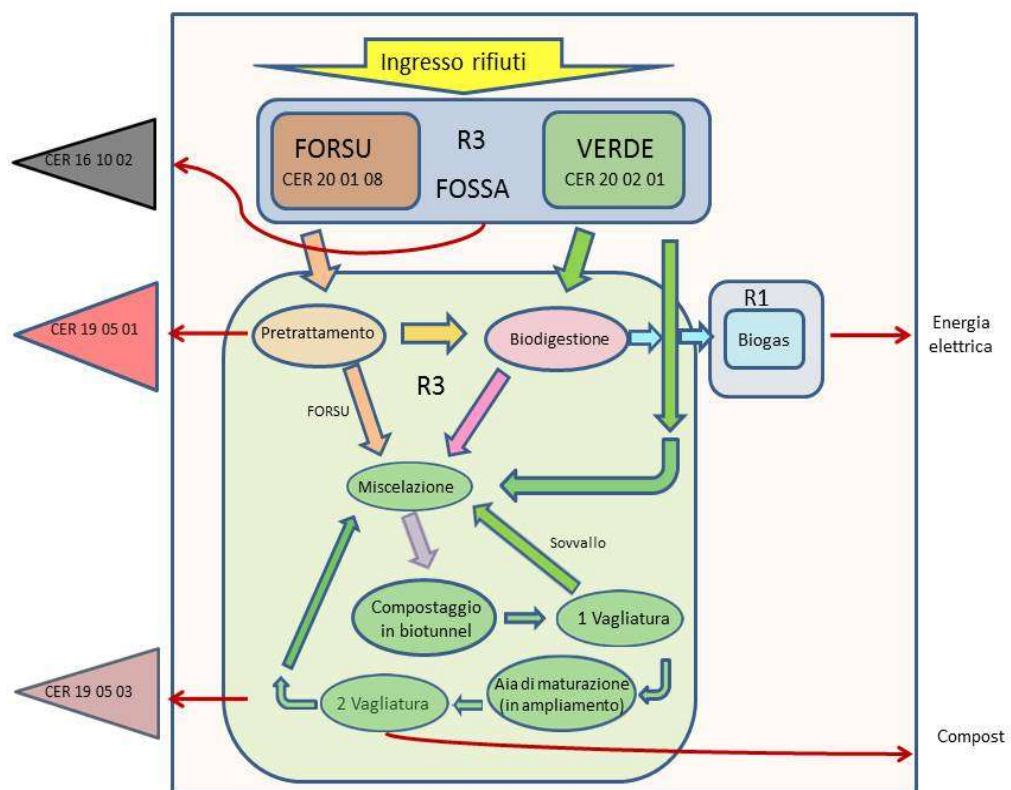 Ingresso rifiuti
CER 16 10 02
FORSU
CER 20 01 08
R3
FOSSA
VERDE
CER 20 02 01
CER 19 05 01
Pretrattamento
Biodigestione
R1
Biogas
Energia
elettrica
R3
FORSU
Miscelazione
Sovvallo
Compostaggio
in biotunnel
1 Vagliatura
CER 19 05 03
2 Vagliatura
Aia di maturazione
(in ampliamento)
Compost